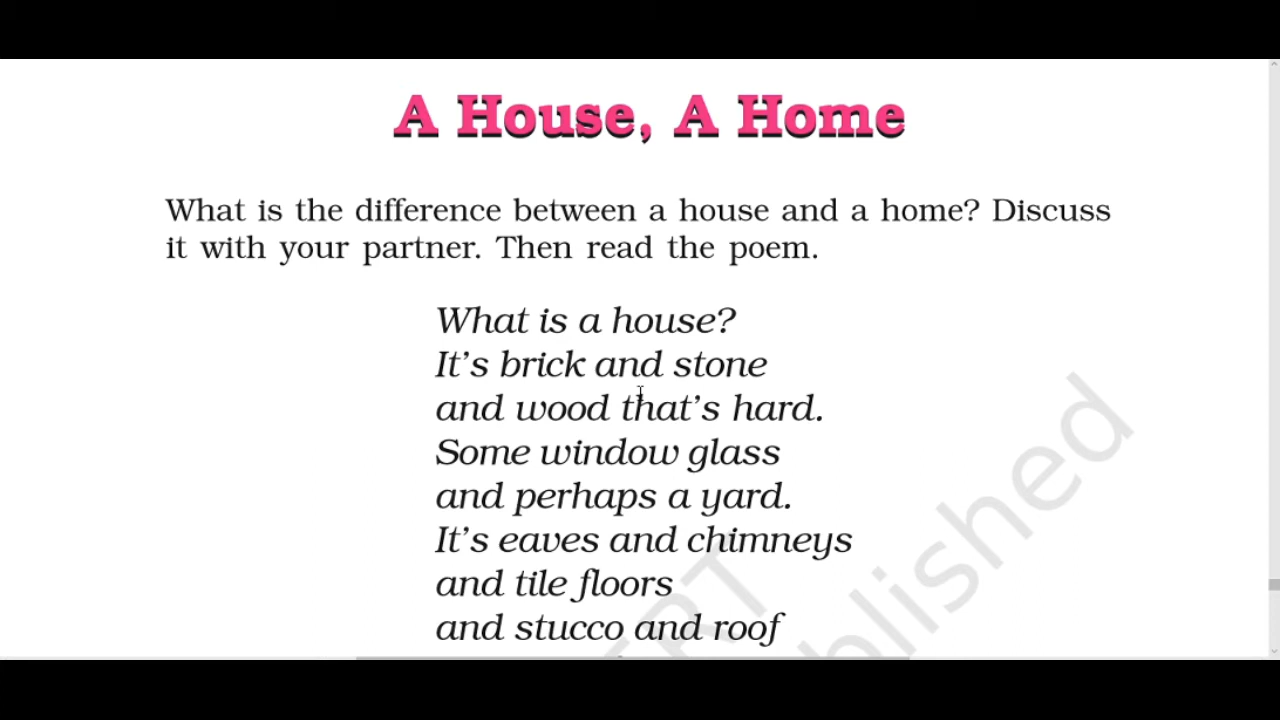 A House, A Home
What is the difference between a house and a home? Discuss
it with your partner. Then read the poem.
What is a house?
It's brick and stone
and wood that's hard.
Some window glass
and perhaps a yard.
It's eaves and chimneys
and tile floors
and stucco and roof